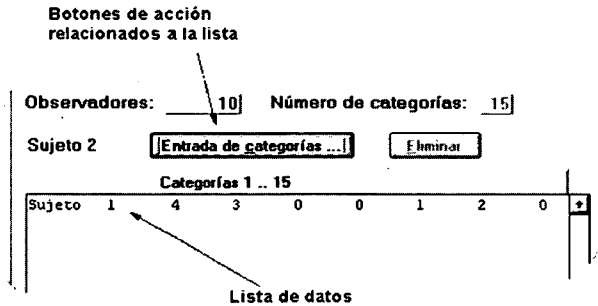 Botones de acción
relacionados a la lista
Observadores: 10 Número de categorías: 15
Sujeto 2 Entrada de categorías ... Eliminar
Categorías 1 .. 15
Sujeto 1 4 3 0 0 1 2 0
Lista de datos